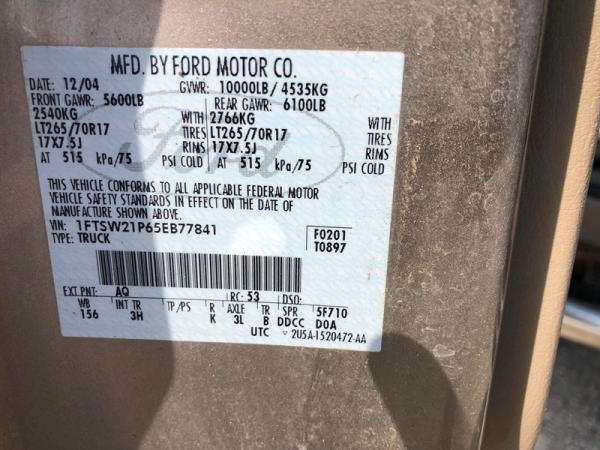 MFD. BY FORD MOTOR CO.
DATE: 12/04 GVWR: 10000LB/ 4535KG
FRONT GAWR: 5600LB REAR GAWR: 6100LB
2540KG WITH 2766KG WITH
LT265/70R17 TIRES LT265/70R17 TIRES
17X7.5J RIMS 17X7.5J RIMS
AT 515 kPa/75 PSI COLD AT 515 kPa/75 PSI COLD
Ford
THIS VEHICLE CONFORMS TO ALL APPLICABLE FEDERAL MOTOR
VEHICLE SAFETY STANDARDS IN EFFECT ON THE DATE OF
MANUFACTURE SHOWN ABOVE.
VIN: 1FTSW21P65EB77841 F0201
TYPE: TRUCK T0897
EXT PNT: AQ RC: 53 DSO:
WB INT TR TP/PS R AXLE TR SPR 5F710
156 3H K 3L B DDCC DOA
UTC ▽ 2U5A-1520472-AA